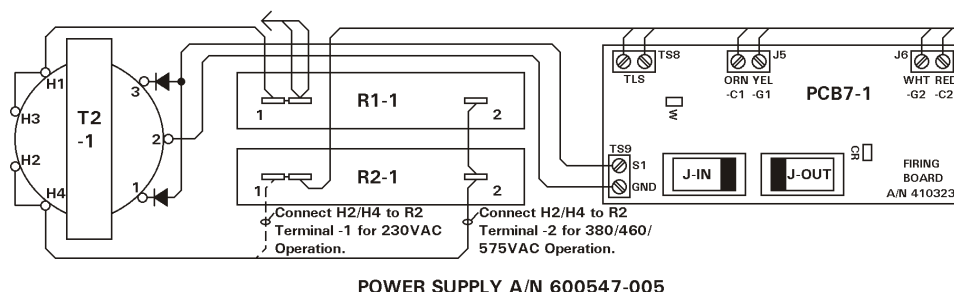 H1
H3
H2
H4
T2
-1
3
2
1
R1-1
1
2
R2-1
1
2
Connect H2/H4 to R2
Terminal -1 for 230VAC
Operation.
Connect H2/H4 to R2
Terminal -2 for 380/460/
575VAC Operation.
TS8
TLS
J5
ORN YEL
-C1 -G1
J6
WHT RED
-G2 -C2
PCB7-1
W
TS9
S1
GND
J-IN
J-OUT
CR
FIRING
BOARD
A/N 410323
POWER SUPPLY A/N 600547-005